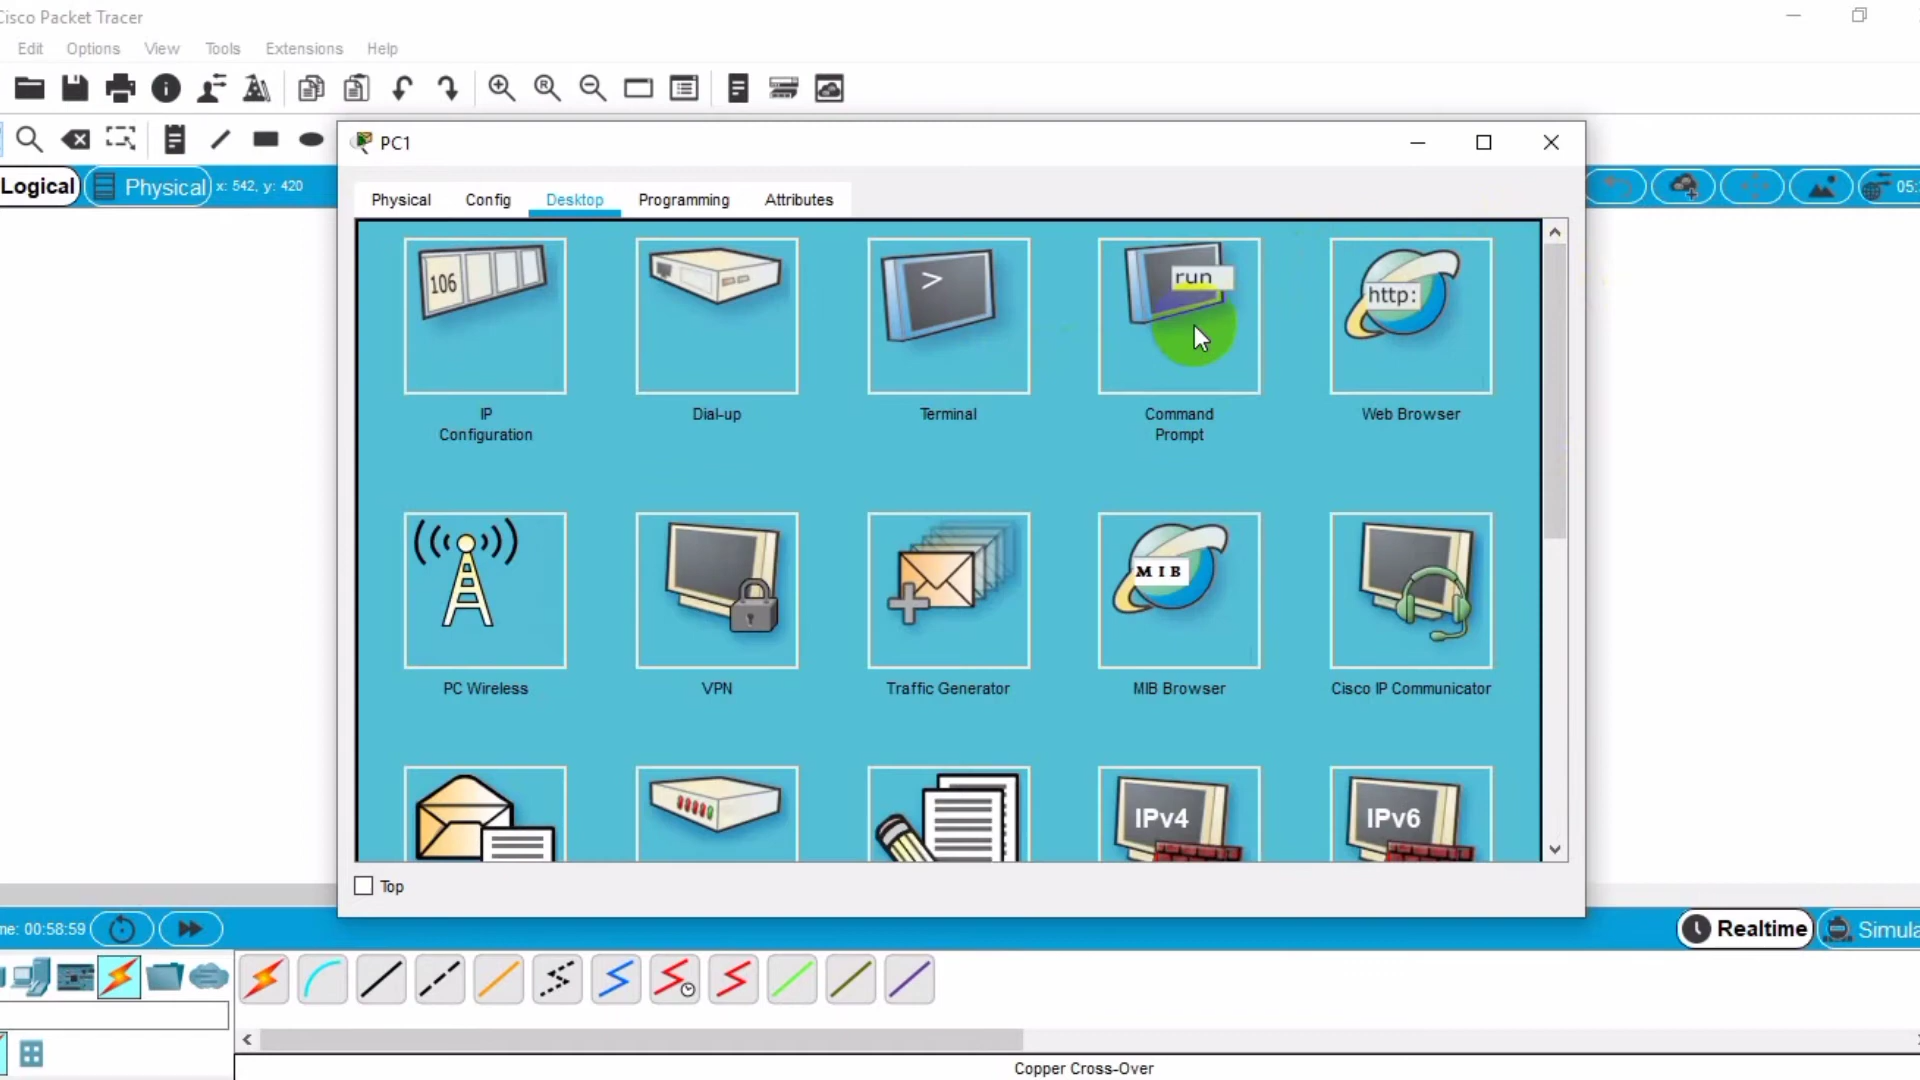 Cisco Packet Tracer
Edit Options View Tools Extensions Help
PC1
Logical Physical x: 542, y: 420
Physical Config Desktop Programming Attributes
106
>
run
http:
IP
Configuration
Dial-up
Terminal
Command
Prompt
Web Browser
MIB
PC Wireless
VPN
Traffic Generator
MIB Browser
Cisco IP Communicator
IPv4
IPv6
Top
me: 00:58:59
Realtime
Simula
Copper Cross-Over